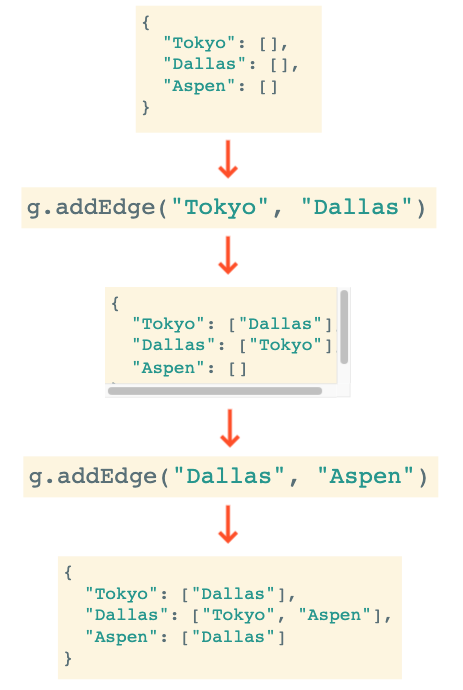 {
"Tokyo": [],
"Dallas": [],
"Aspen": []
}
g.addEdge("Tokyo", "Dallas")
{
"Tokyo": ["Dallas"]
"Dallas": ["Tokyo"]
"Aspen": []
g.addEdge("Dallas", "Aspen")
{
"Tokyo": ["Dallas"],
"Dallas": ["Tokyo", "Aspen"],
"Aspen": ["Dallas"]
}